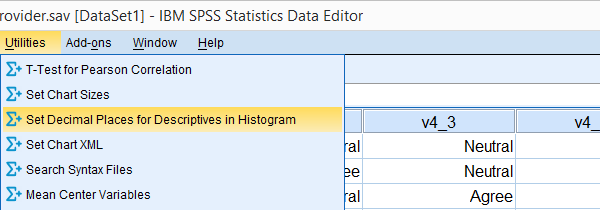 rovider.sav [DataSet1] - IBM SPSS Statistics Data Editor
Utilities Add-ons Window Help
T-Test for Pearson Correlation
Set Chart Sizes
Set Decimal Places for Descriptives in Histogram
v4_3 v4_
Set Chart XML
ral Neutral
Search Syntax Files
ee Neutral
Mean Center Variables
ral Agree